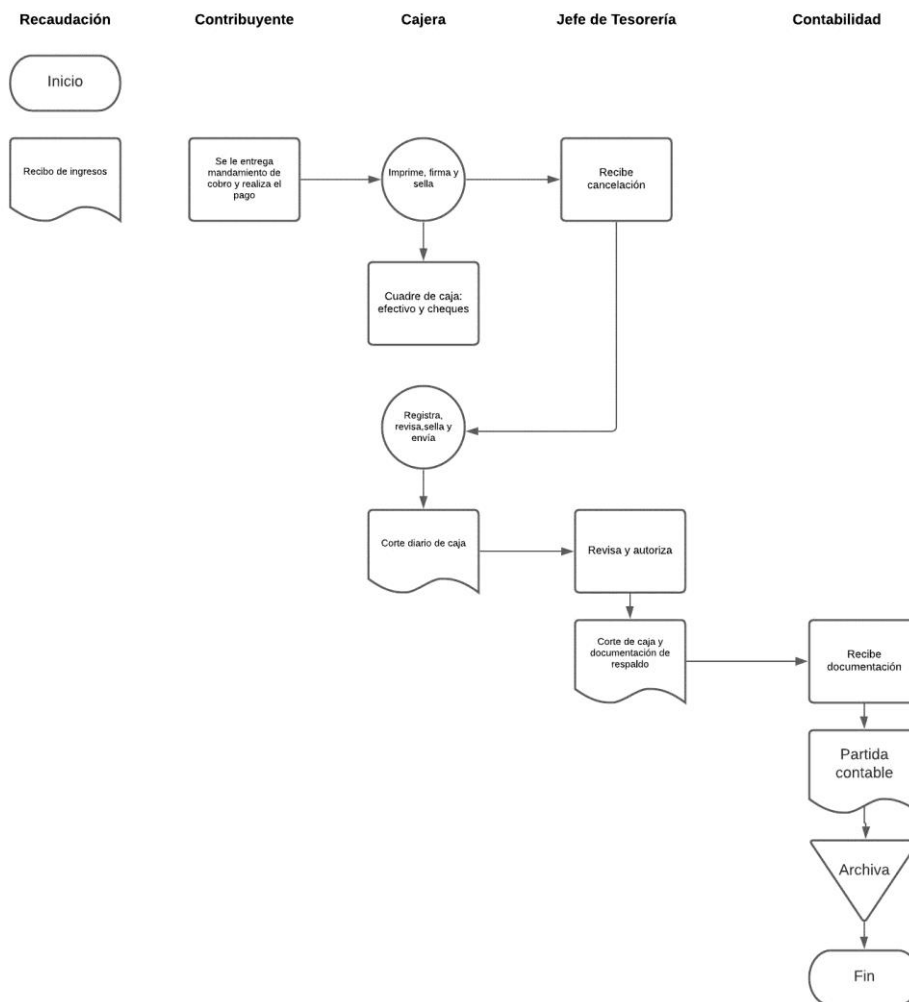 Recaudación
Contribuyente
Cajera
Jefe de Tesorería
Contabilidad
Inicio
Recibo de ingresos
Se le entrega
mandamiento de
cobro y realiza el
pago
Imprime, firma y
sella
Recibe
cancelación
Cuadre de caja:
efectivo y cheques
Registra,
revisa,sella y
envía
Corte diario de caja
Revisa y autoriza
Corte de caja y
documentación de
respaldo
Recibe
documentación
Partida
contable
Archiva
Fin